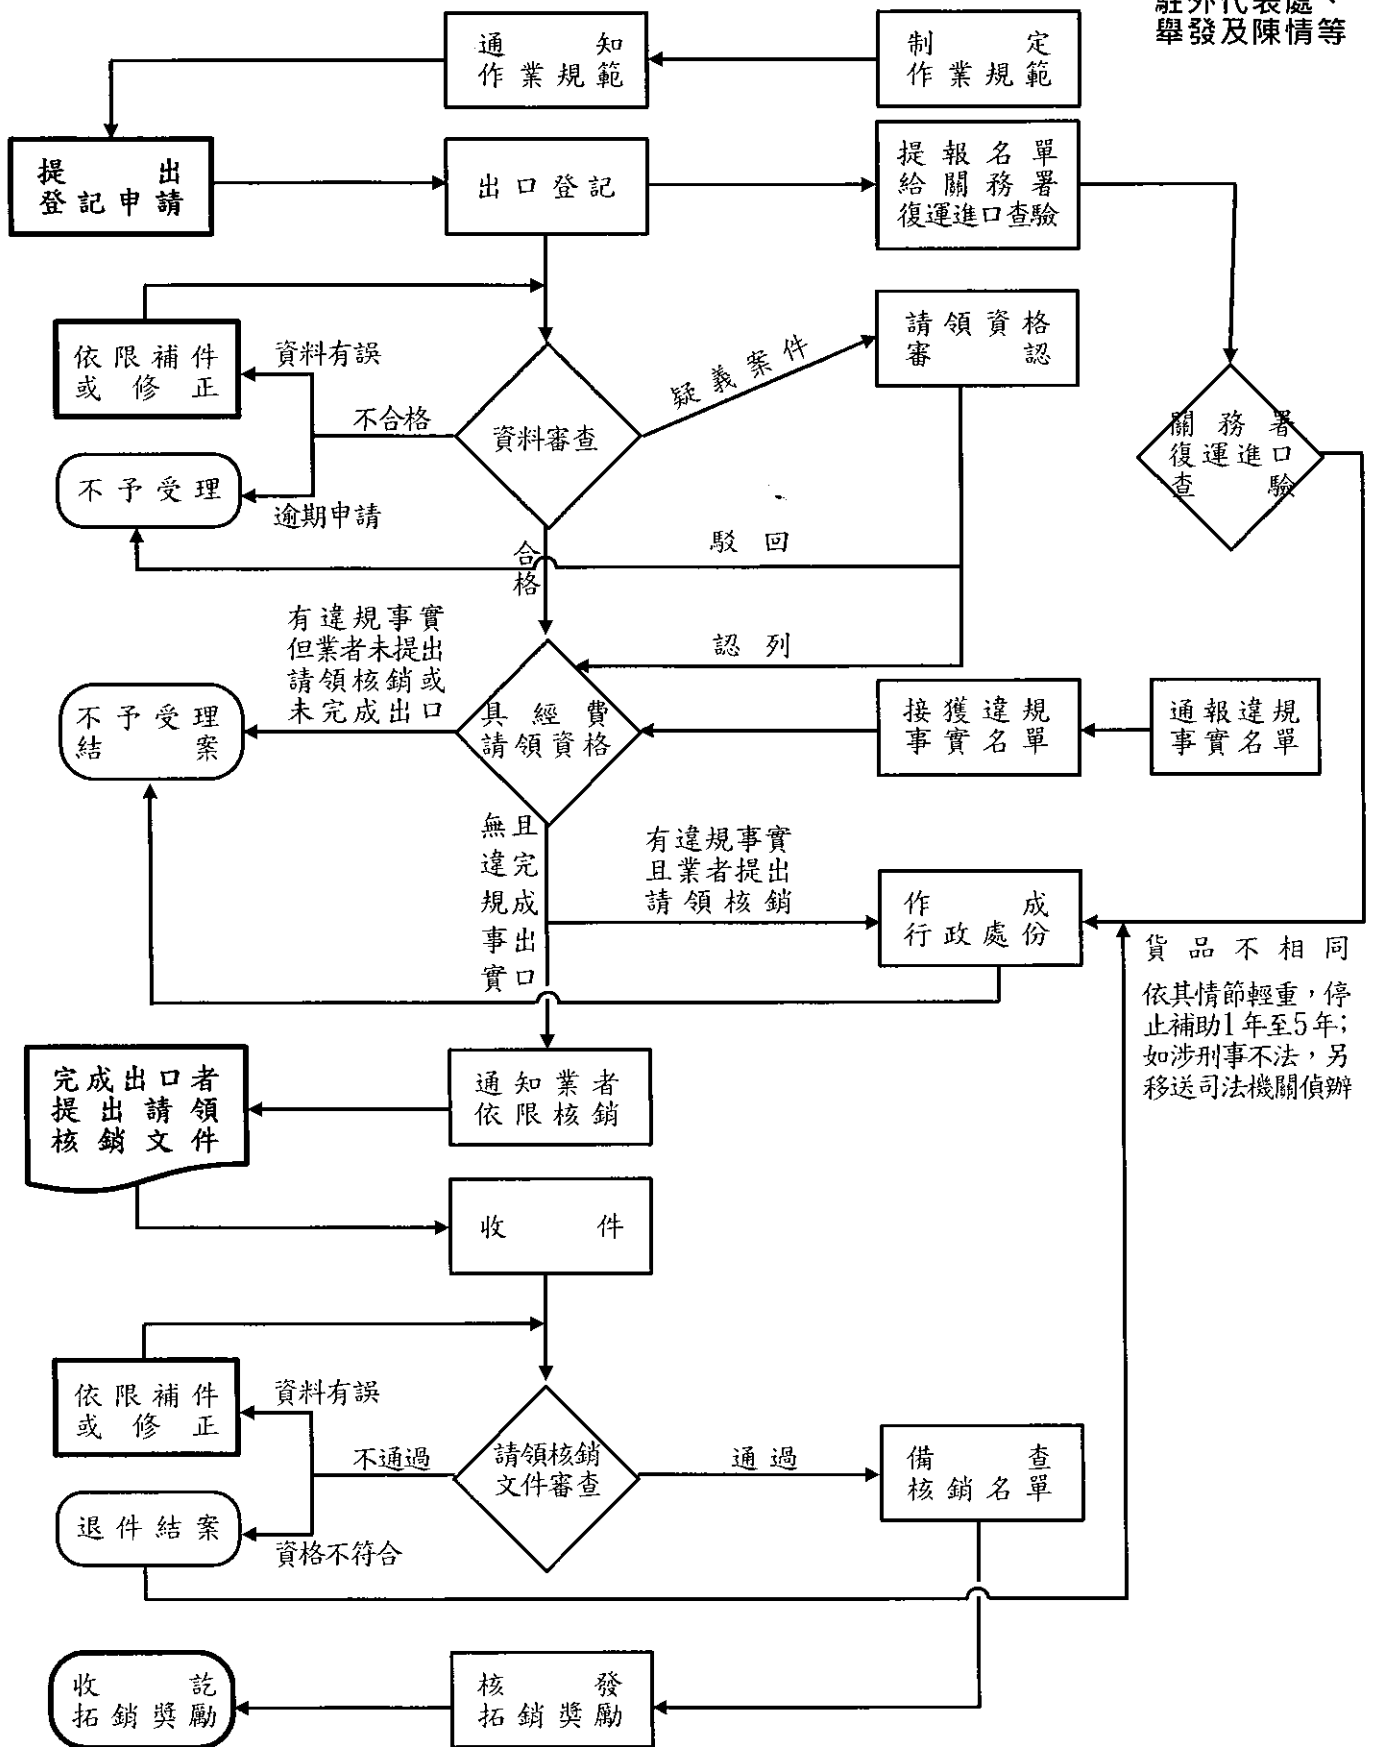 駐外代表處、
舉發及陳情等
通知
作業規範
制定
作業規範
提出
登記申請
出口登記
提報名單
給關務署
復運進口查驗
依限補件
或修正
資料有誤
不合格
資料審查
疑義案件
請領資格
審認
關務署
復運進口
查驗
不予受理
逾期申請
合格
駁回
有違規事實
但業者未提出
請領核銷或
未完成出口
認列
不予受理
結案
具經費
請領資格
接獲違規
事實名單
通報違規
事實名單
無違規事實
且完成出口
有違規事實
且業者提出
請領核銷
作成
行政處份
貨品不相同
依其情節輕重，停
止補助1年至5年；
如涉刑事不法，另
移送司法機關偵辦
完成出口者
提出請領
核銷文件
通知業者
依限核銷
收件
依限補件
或修正
資料有誤
不通過
請領核銷
文件審查
通過
備查
核銷名單
退件結案
資格不符合
收訖
拓銷獎勵
核發
拓銷獎勵